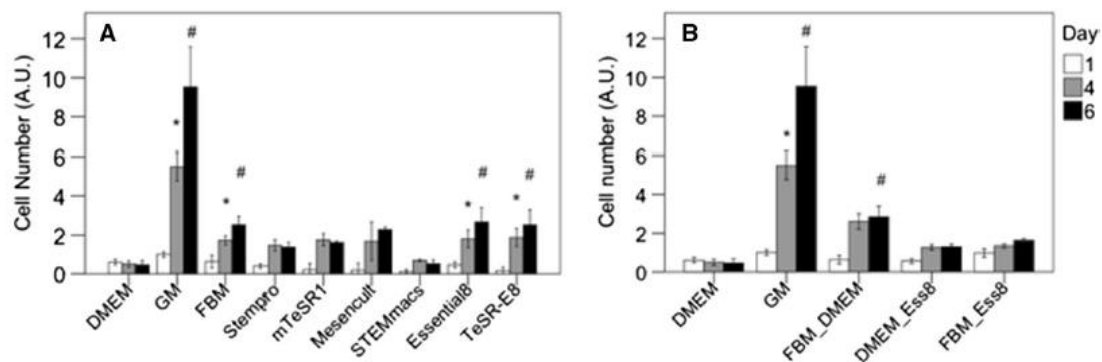 A
Cell Number (A.U.)
12
10
8
6
4
2
0
*
#
*
#
*
#
*
#
DMEM
GM
FBM
Stempro
mTeSR1
Mesencult
STEMmacs
Essential8
TeSR-E8
B
Cell number (A.U.)
12
10
8
6
4
2
0
*
#
#
DMEM
GM
FBM_DMEM
DMEM_Ess8
FBM_Ess8
Day
1
4
6